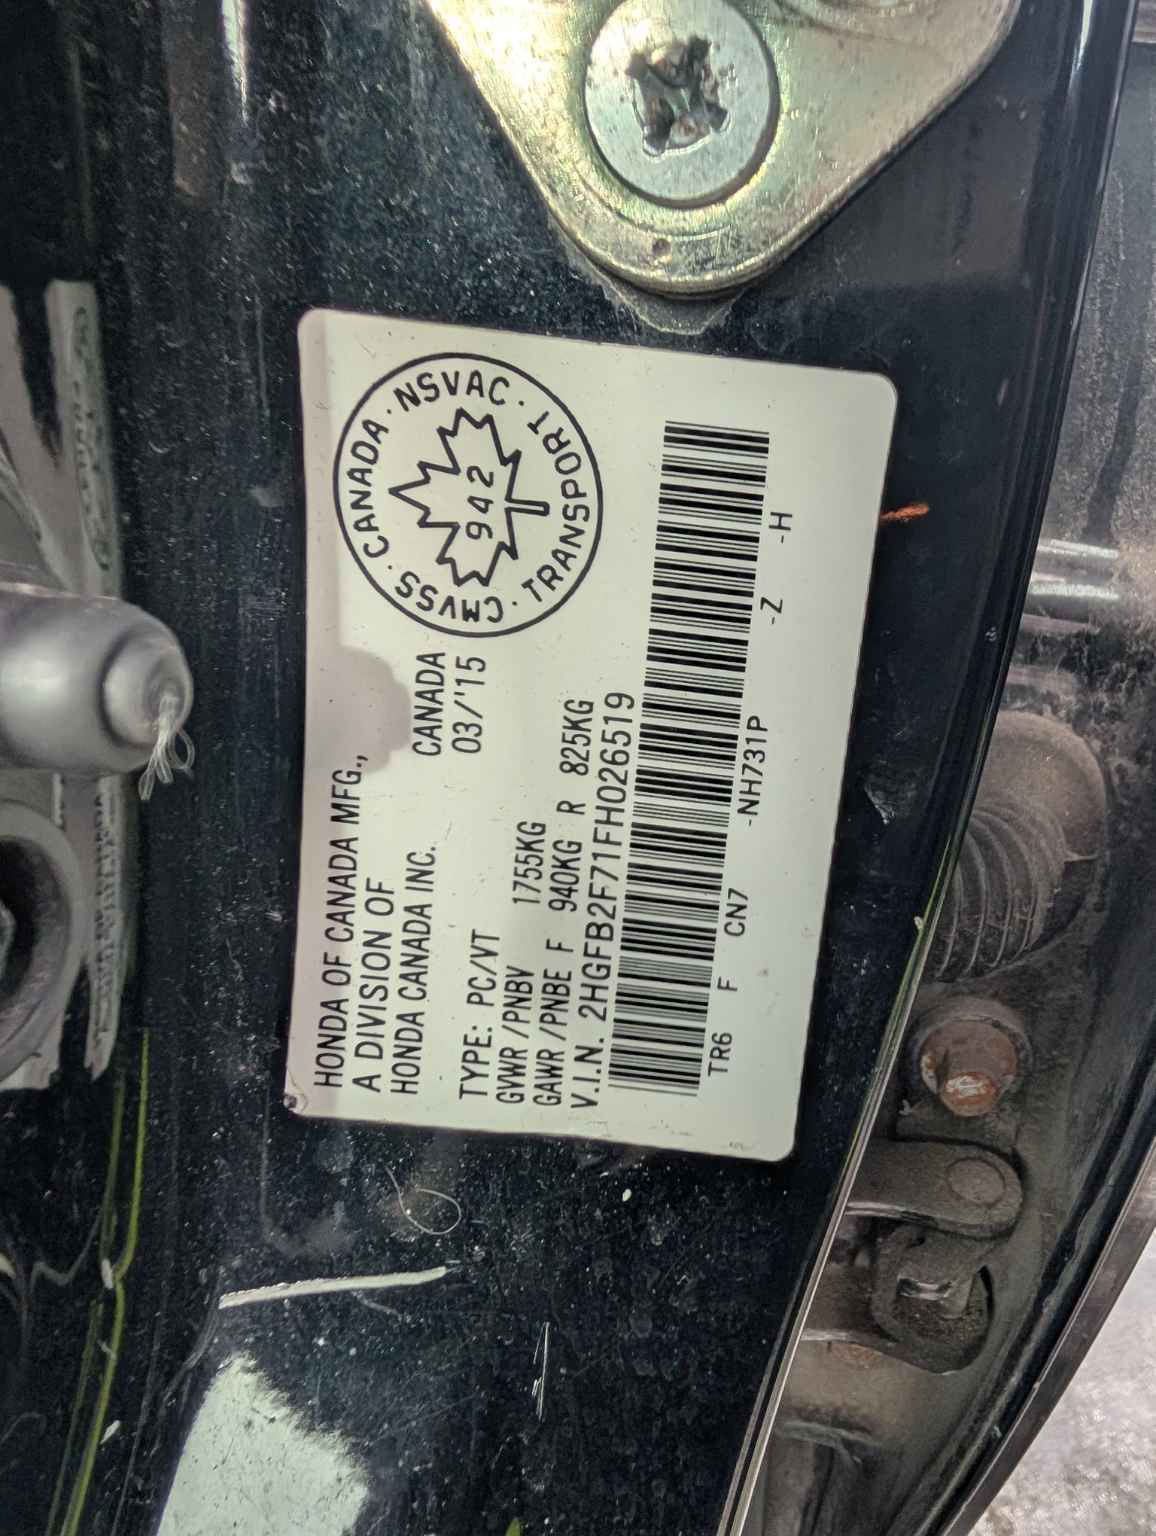 HONDA OF CANADA MFG.,
A DIVISION OF
HONDA CANADA INC.
CANADA
03/'15
CMVSS · CANADA · NSVAC · TRANSPORT ·
942
TYPE: PC/VT
GVWR/PNBV 1755KG
GAWR/PNBE F 940KG R 825KG
V.I.N. 2HGFB2F71FH026519
TR6 F CN7 -NH731P -Z -H